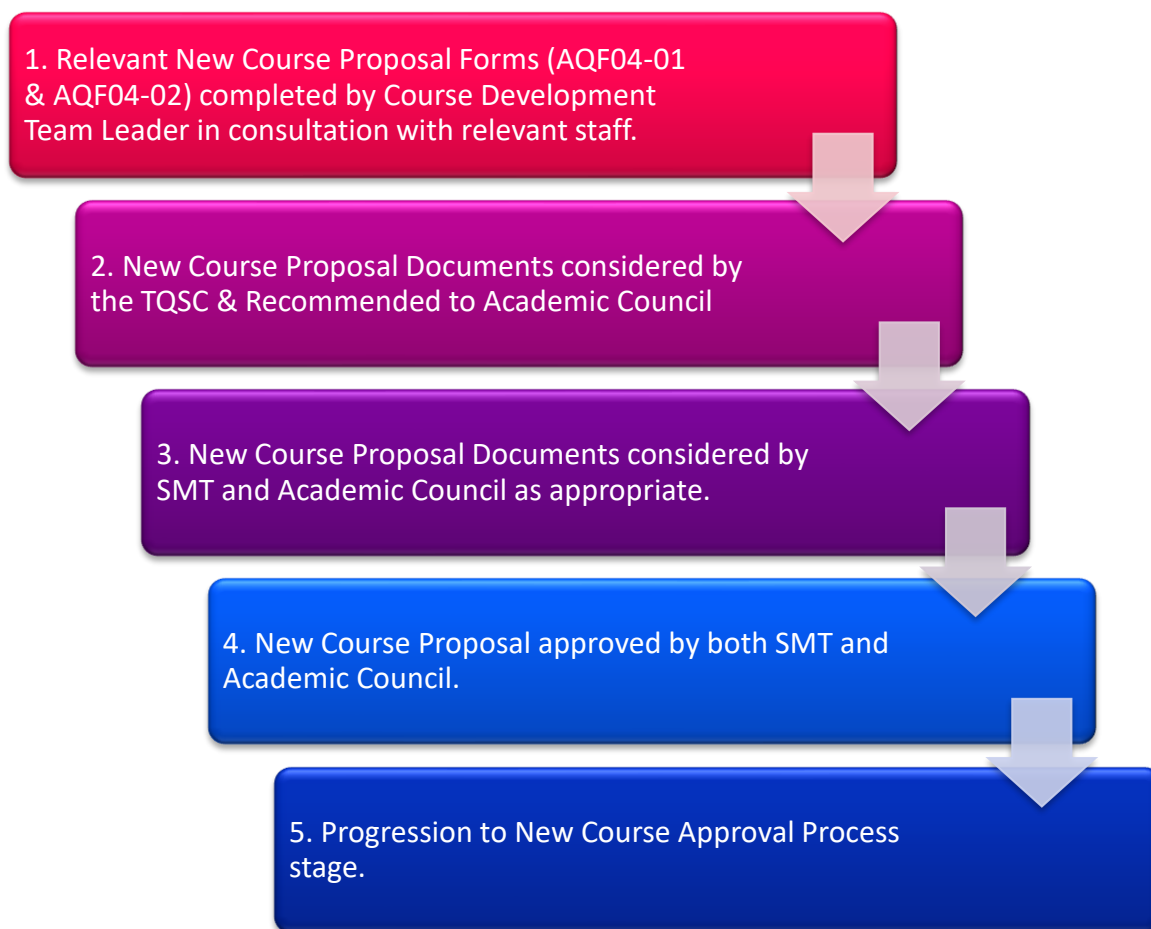 1. Relevant New Course Proposal Forms (AQF04-01
& AQF04-02) completed by Course Development
Team Leader in consultation with relevant staff.
2. New Course Proposal Documents considered by
the TQSC & Recommended to Academic Council
3. New Course Proposal Documents considered by
SMT and Academic Council as appropriate.
4. New Course Proposal approved by both SMT and
Academic Council.
5. Progression to New Course Approval Process
stage.